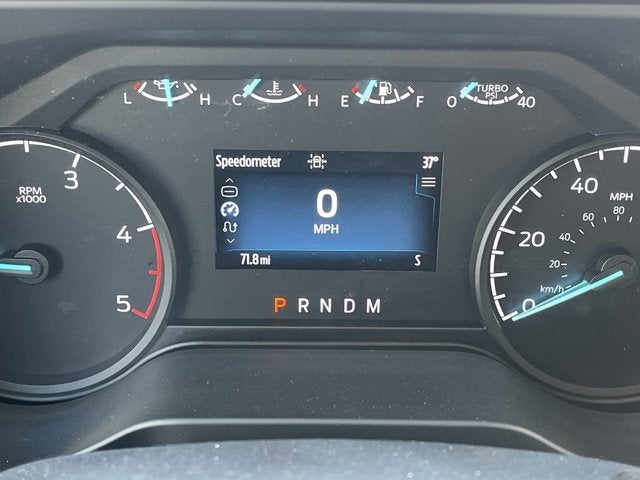 L H C H E F 0 TURBO PSI 40
Speedometer 37°
0
MPH
71.8 mi S
P R N D M
RPM
x1000
3
4
5
40
MPH
80
60
40
20
20
km/h
0